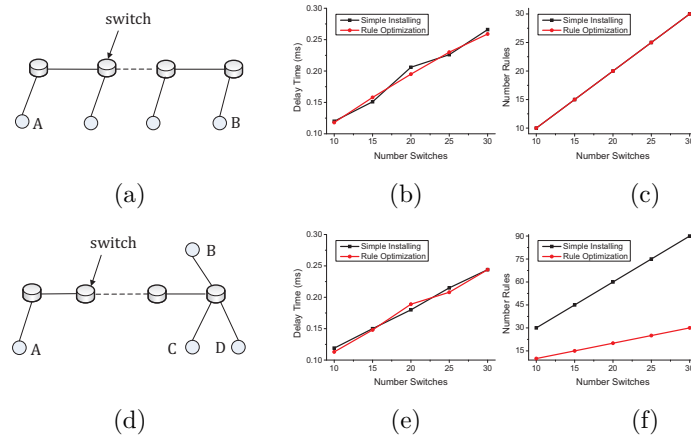 switch
A
B
(a)
Delay Time (ms)
0.30
0.25
0.20
0.15
0.10
Simple Installing
Rule Optimization
10 15 20 25 30
Number Switches
(b)
Number Rules
30
25
20
15
10
Simple Installing
Rule Optimization
10 15 20 25 30
Number Switches
(c)
switch
B
A
C
D
(d)
Delay Time (ms)
0.30
0.25
0.20
0.15
0.10
Simple Installing
Rule Optimization
10 15 20 25 30
Number Switches
(e)
Number Rules
90
75
60
45
30
15
Simple Installing
Rule Optimization
10 15 20 25 30
Number Switches
(f)